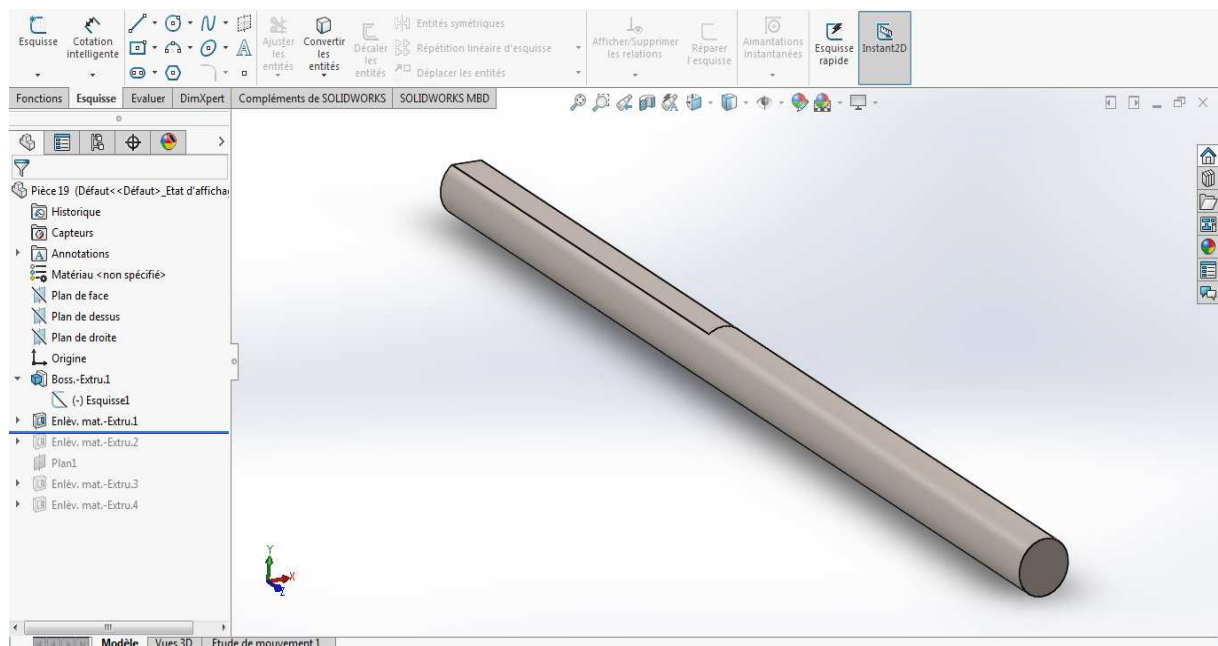 Esquisse
Cotation
intelligente
Ajuster
les
entités
Convertir
les
entités
Décaler
les
entités
Entités symétriques
Répétition linéaire d'esquisse
Déplacer les entités
Afficher/Supprimer
les relations
Réparer
l'esquisse
Aimantations
instantanées
Esquisse
rapide
Instant2D
Fonctions Esquisse Evaluer DimXpert Compléments de SOLIDWORKS SOLIDWORKS MBD
Pièce19 (Défaut<<Défaut>_Etat d'afficha
Historique
Capteurs
A Annotations
Matériau <non spécifié>
Plan de face
Plan de dessus
Plan de droite
Origine
Boss.-Extru.1
(-) Esquisse1
Enlèv. mat.-Extru.1
Enlèv. mat.-Extru.2
Plan1
Enlèv. mat.-Extru.3
Enlèv. mat.-Extru.4
Y
X
Z
Modèle Vues 3D Etude de mouvement 1